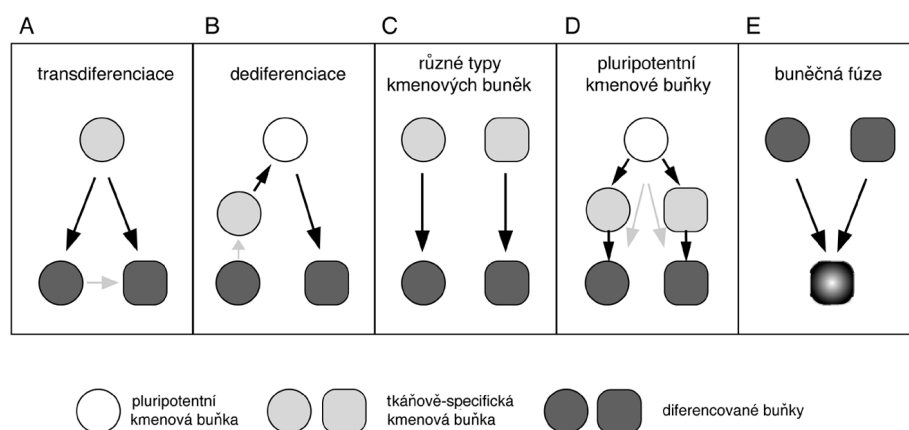 A B C D E
transdiferenciace
dediferenciace
různé typy
kmenových buněk
pluripotentní
kmenové buňky
buněčná fúze
pluripotentní
kmenová buňka
tkáňově-specifická
kmenová buňka
diferencované buňky